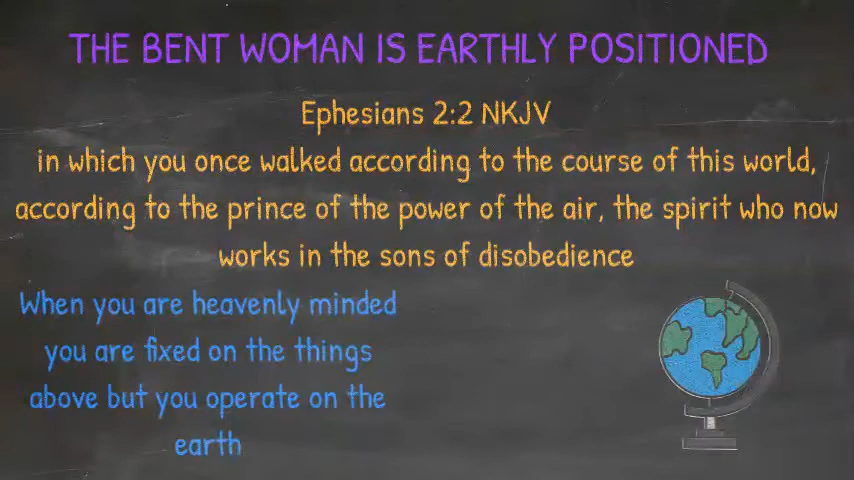 THE BENT WOMAN IS EARTHLY POSITIONED
Ephesians 2:2 NKJV
in which you once walked according to the course of this world,
according to the prince of the power of the air, the spirit who now
works in the sons of disobedience
When you are heavenly minded
you are fixed on the things
above but you operate on the
earth